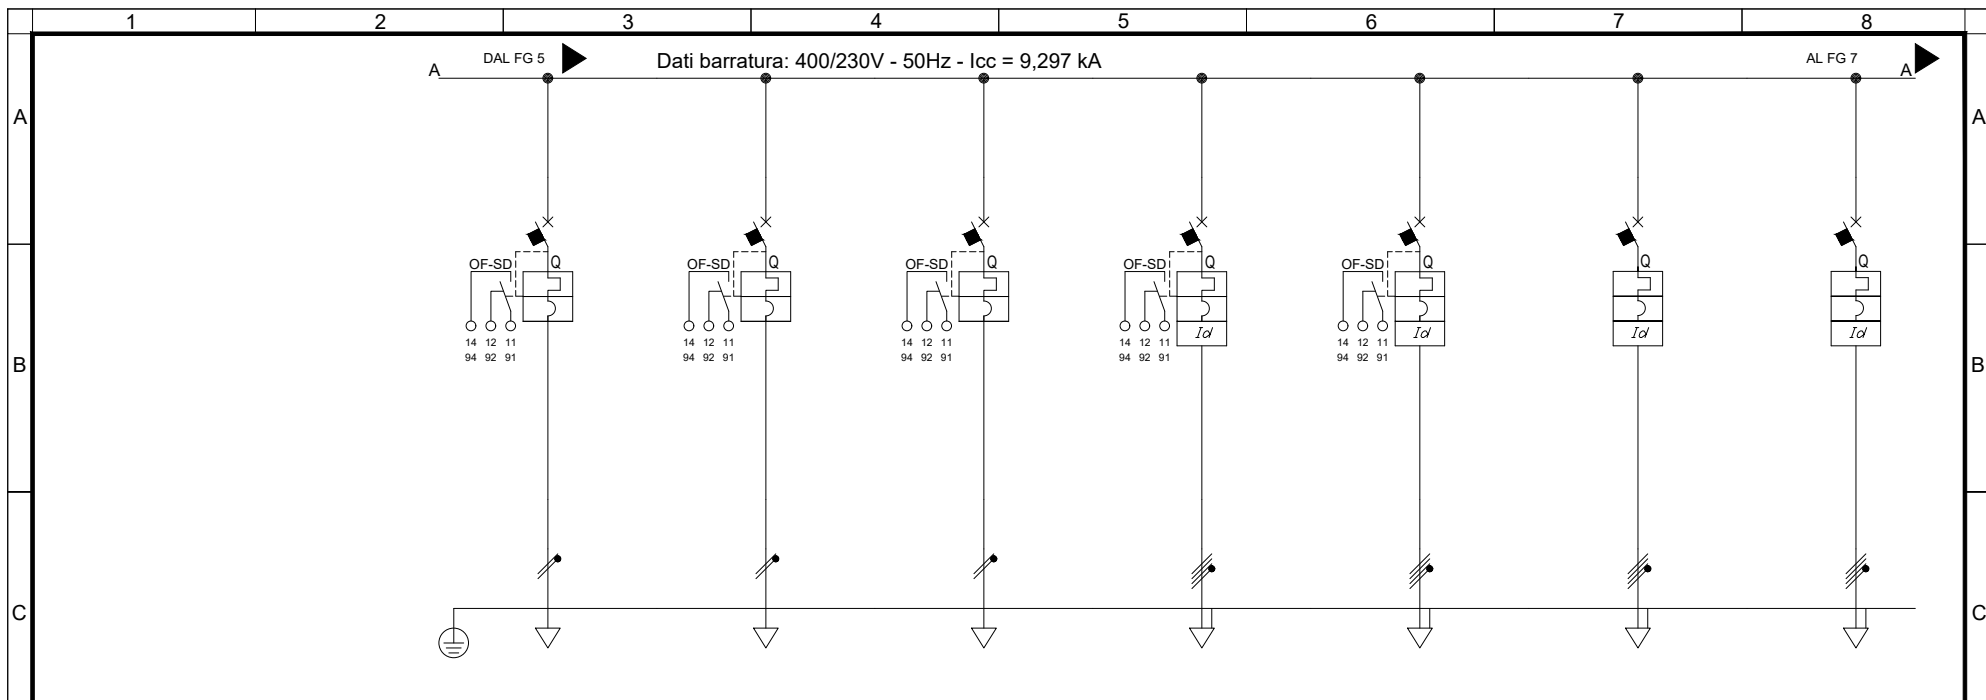 1 2 3 4 5 6 7 8
DAL FG 5 Dati barratura: 400/230V - 50Hz - Icc = 9,297 kA AL FG 7
A A
A A
OF-SD Q OF-SD Q OF-SD Q OF-SD Q OF-SD Q Q Q
Id Id Id Id
14 12 11 14 12 11 14 12 11 14 12 11 14 12 11
94 92 91 94 92 91 94 92 91 94 92 91 94 92 91
B B
C C